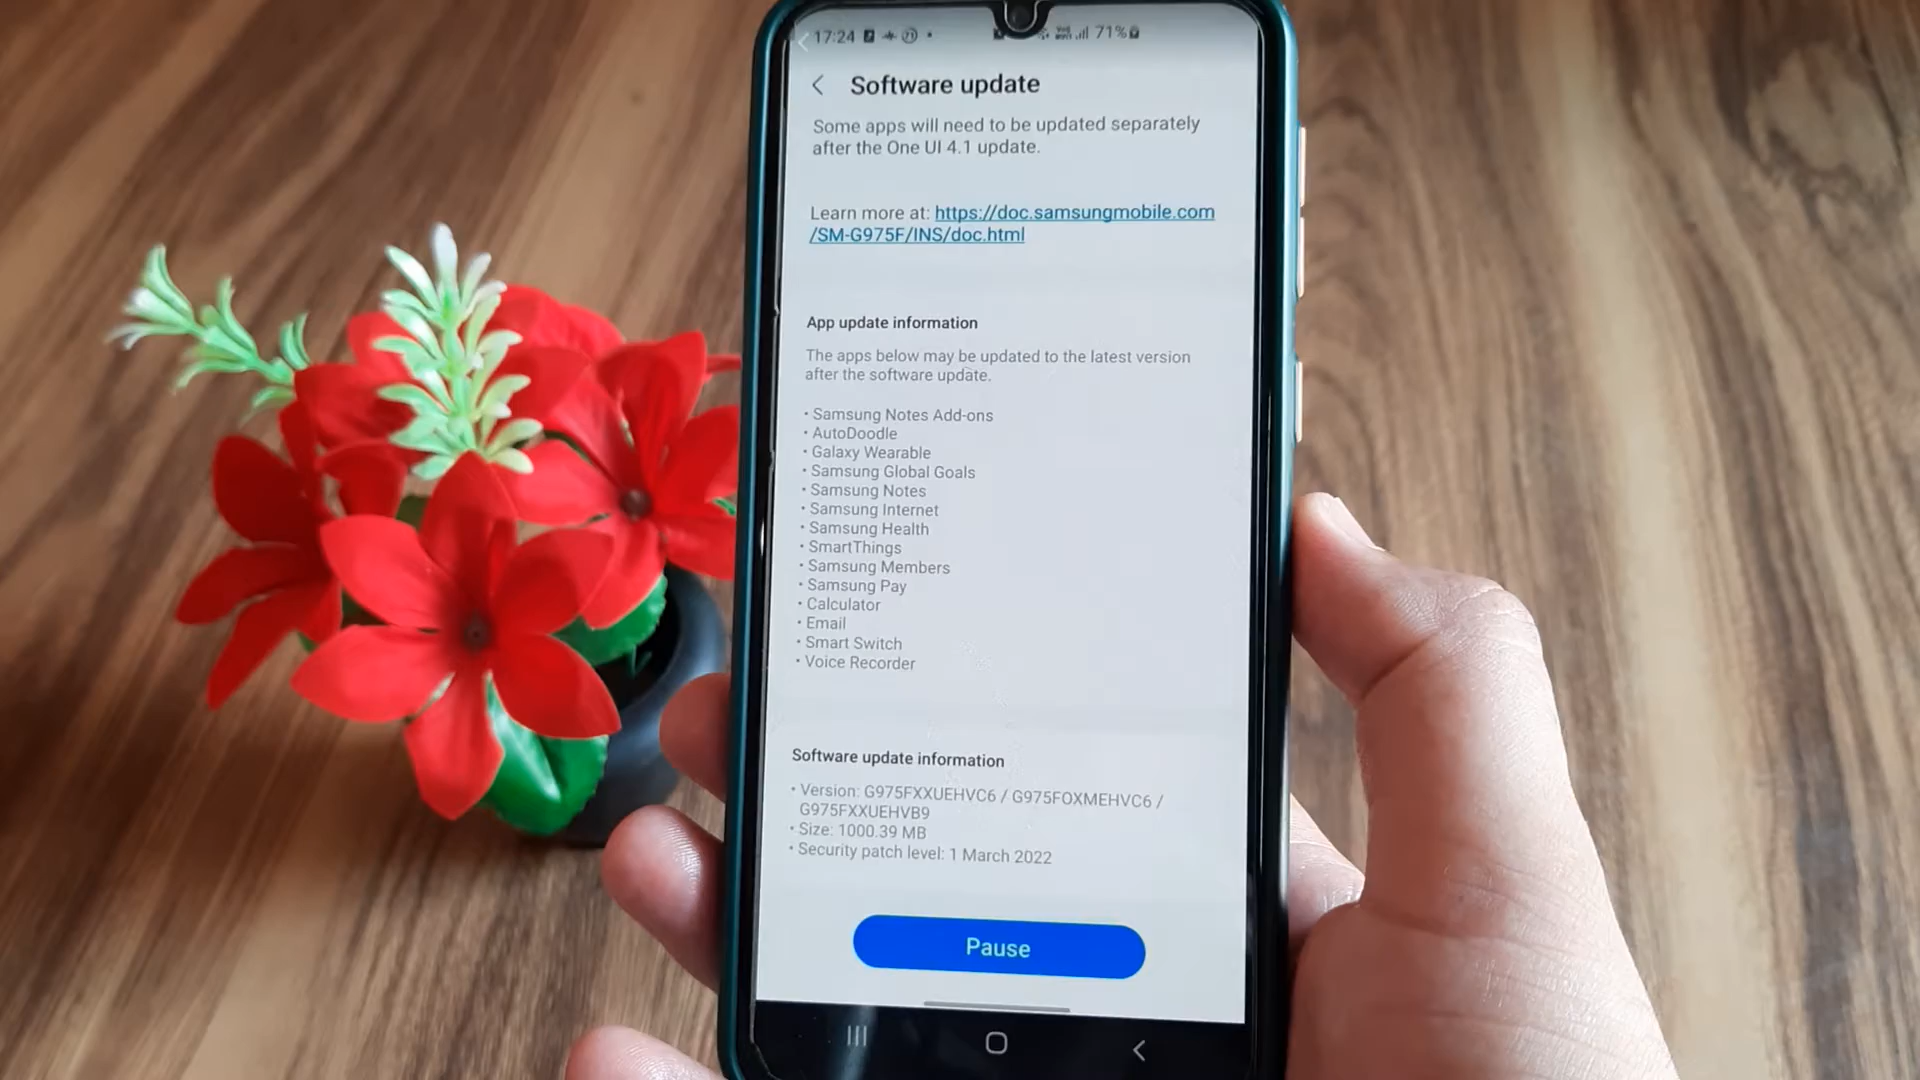 17:24
71%
Software update
Some apps will need to be updated separately
after the One UI 4.1 update.
Learn more at: https://doc.samsungmobile.com
/SM-G975F/INS/doc.html
App update information
The apps below may be updated to the latest version
after the software update.
• Samsung Notes Add-ons
• AutoDoodle
• Galaxy Wearable
• Samsung Global Goals
• Samsung Notes
• Samsung Internet
• Samsung Health
• SmartThings
• Samsung Members
• Samsung Pay
• Calculator
• Email
• Smart Switch
• Voice Recorder
Software update information
• Version: G975FXXUEHVC6 / G975FOXMEHVC6 /
G975FXXUEHVB9
• Size: 1000.39 MB
• Security patch level: 1 March 2022
Pause